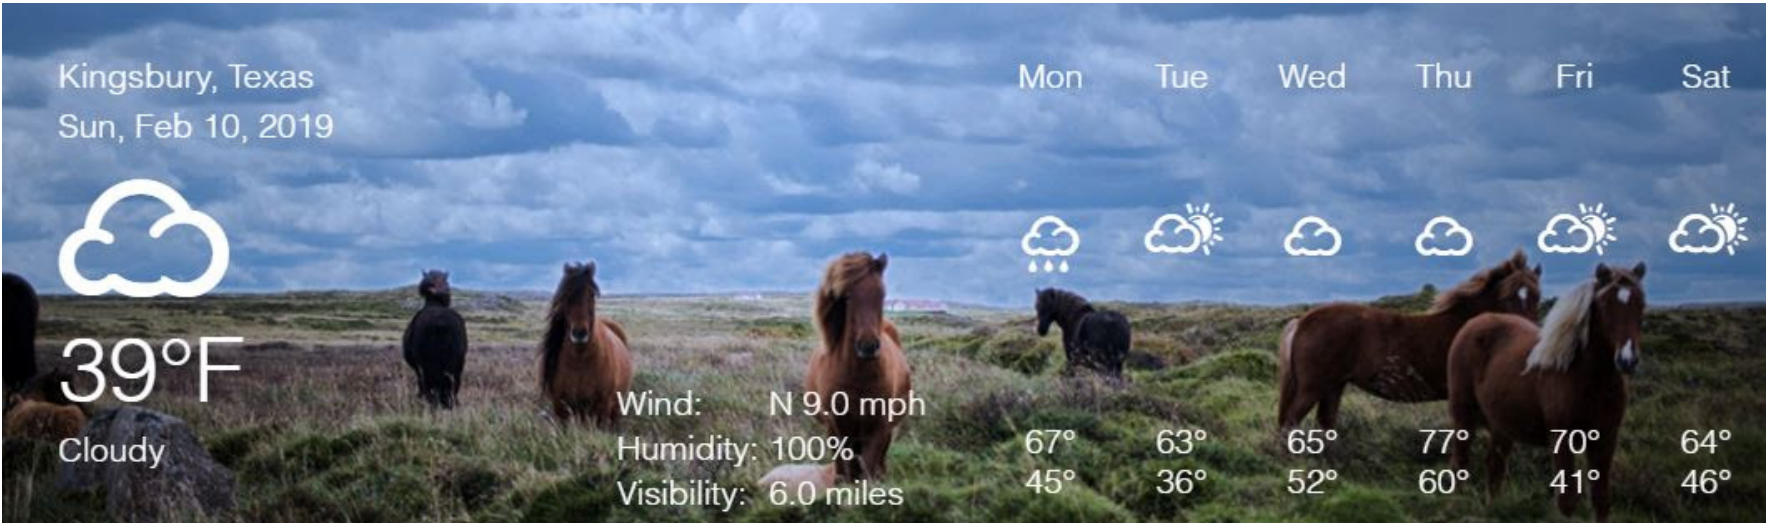 Kingsbury, Texas
Sun, Feb 10, 2019
39°F
Cloudy
Wind: N 9.0 mph
Humidity: 100%
Visibility: 6.0 miles
Mon Tue Wed Thu Fri Sat
67° 63° 65° 77° 70° 64°
45° 36° 52° 60° 41° 46°